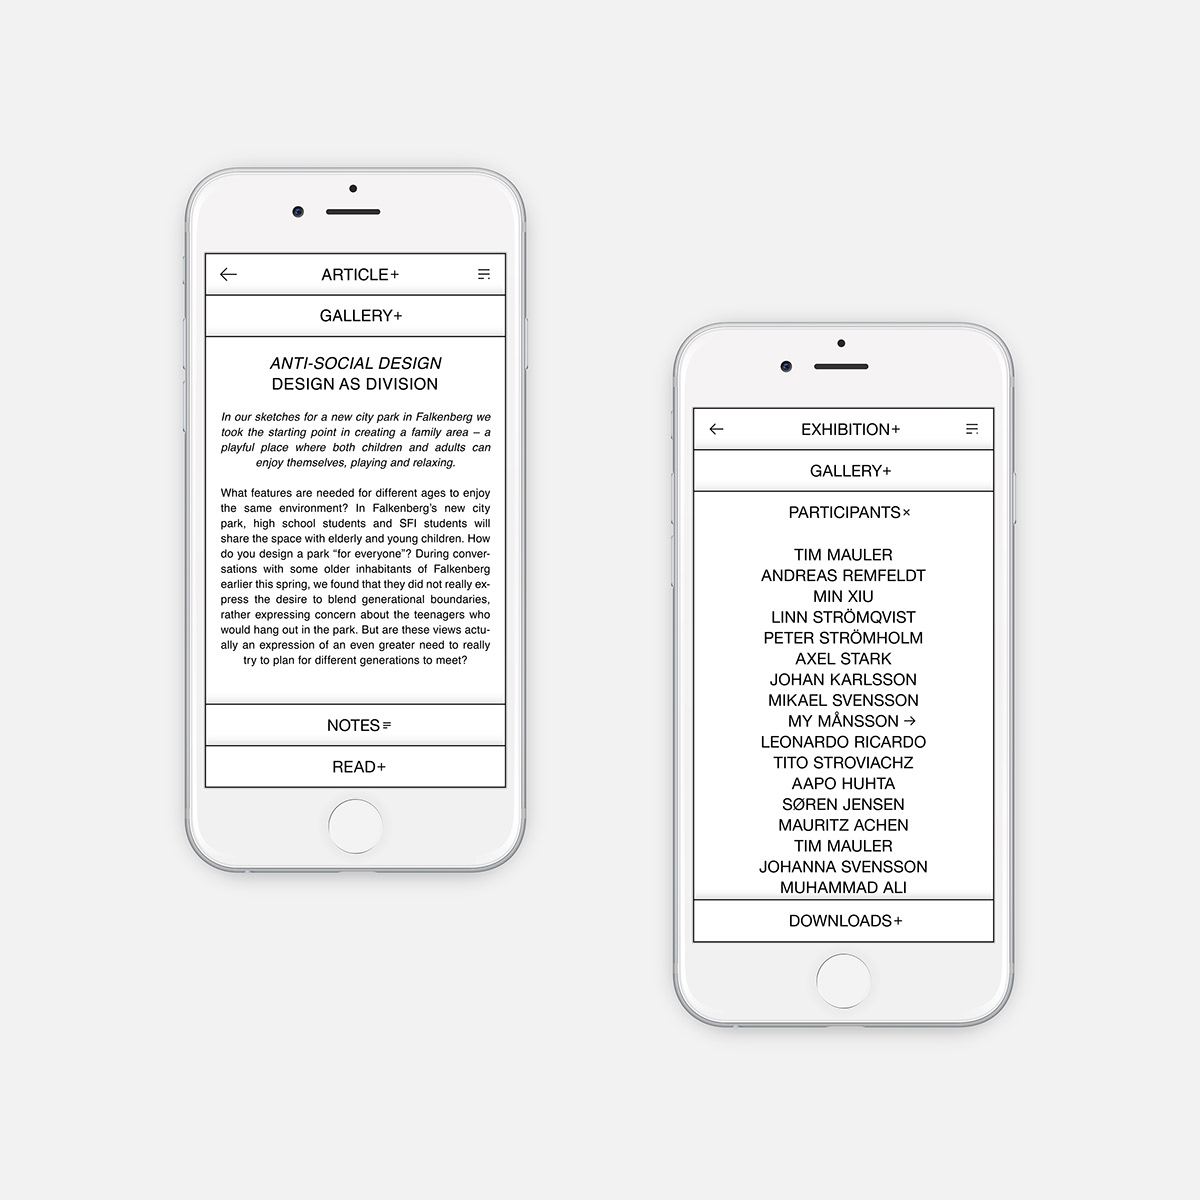 ARTICLE+
GALLERY+
ANTI-SOCIAL DESIGN
DESIGN AS DIVISION
In our sketches for a new city park in Falkenberg we
took the starting point in creating a family area – a
playful place where both children and adults can
enjoy themselves, playing and relaxing.
What features are needed for different ages to enjoy
the same environment? In Falkenberg's new city
park, high school students and SFI students will
share the space with elderly and young children. How
do you design a park “for everyone”? During conver-
sations with some older inhabitants of Falkenberg
earlier this spring, we found that they did not really ex-
press the desire to blend generational boundaries,
rather expressing concern about the teenagers who
would hang out in the park. But are these views actu-
ally an expression of an even greater need to really
try to plan for different generations to meet?
NOTES
READ+
EXHIBITION+
GALLERY+
PARTICIPANTS×
TIM MAULER
ANDREAS REMFELDT
MIN XIU
LINN STRÖMQVIST
PETER STRÖMHOLM
AXEL STARK
JOHAN KARLSSON
MIKAEL SVENSSON
MY MÅNSSON →
LEONARDO RICARDO
TITO STROVIACHZ
AAPO HUHTA
SØREN JENSEN
MAURITZ ACHEN
TIM MAULER
JOHANNA SVENSSON
MUHAMMAD ALI
DOWNLOADS+